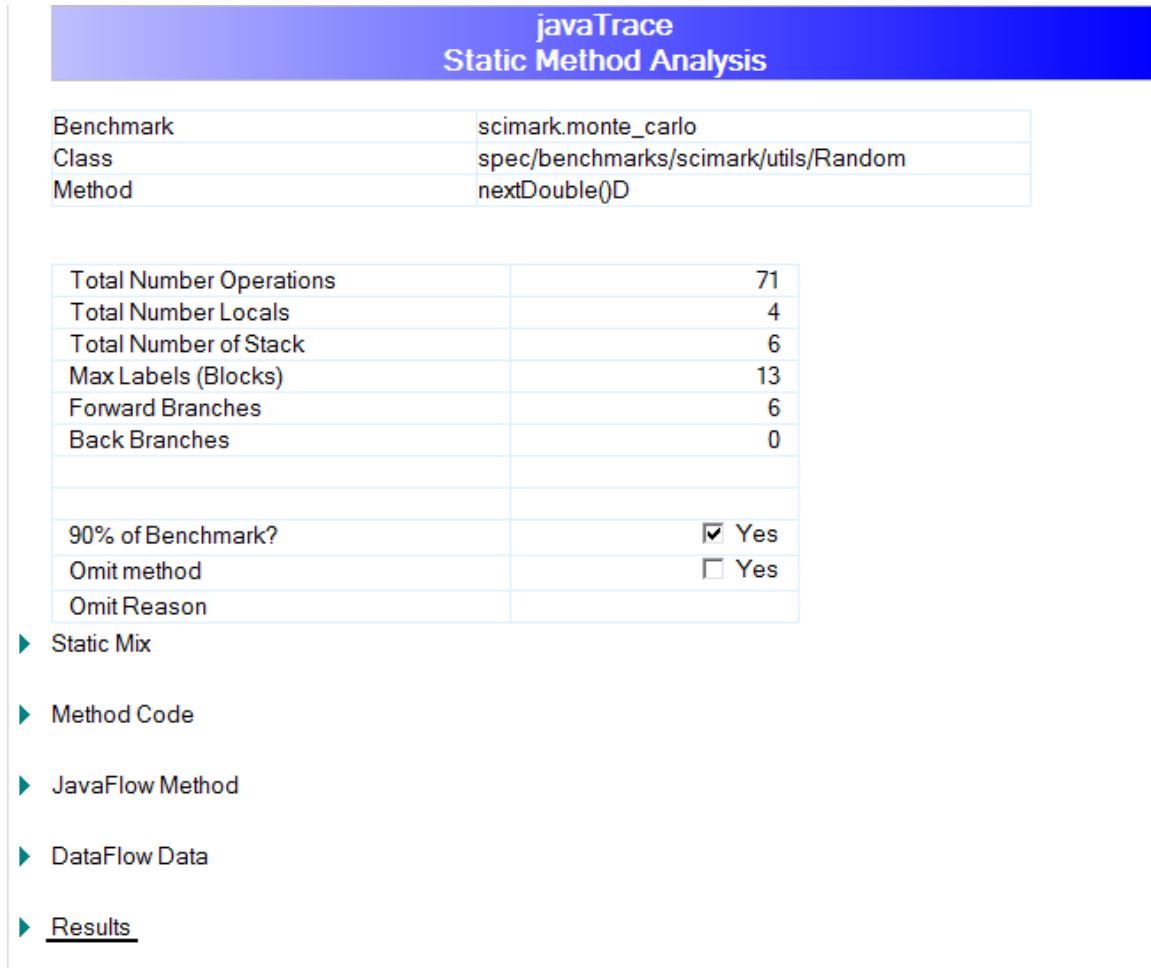 javaTrace
Static Method Analysis
Benchmark scimark.monte_carlo
Class spec/benchmarks/scimark/utils/Random
Method nextDouble()D
Total Number Operations 71
Total Number Locals 4
Total Number of Stack 6
Max Labels (Blocks) 13
Forward Branches 6
Back Branches 0
90% of Benchmark? Yes
Omit method Yes
Omit Reason
Static Mix
Method Code
JavaFlow Method
DataFlow Data
Results